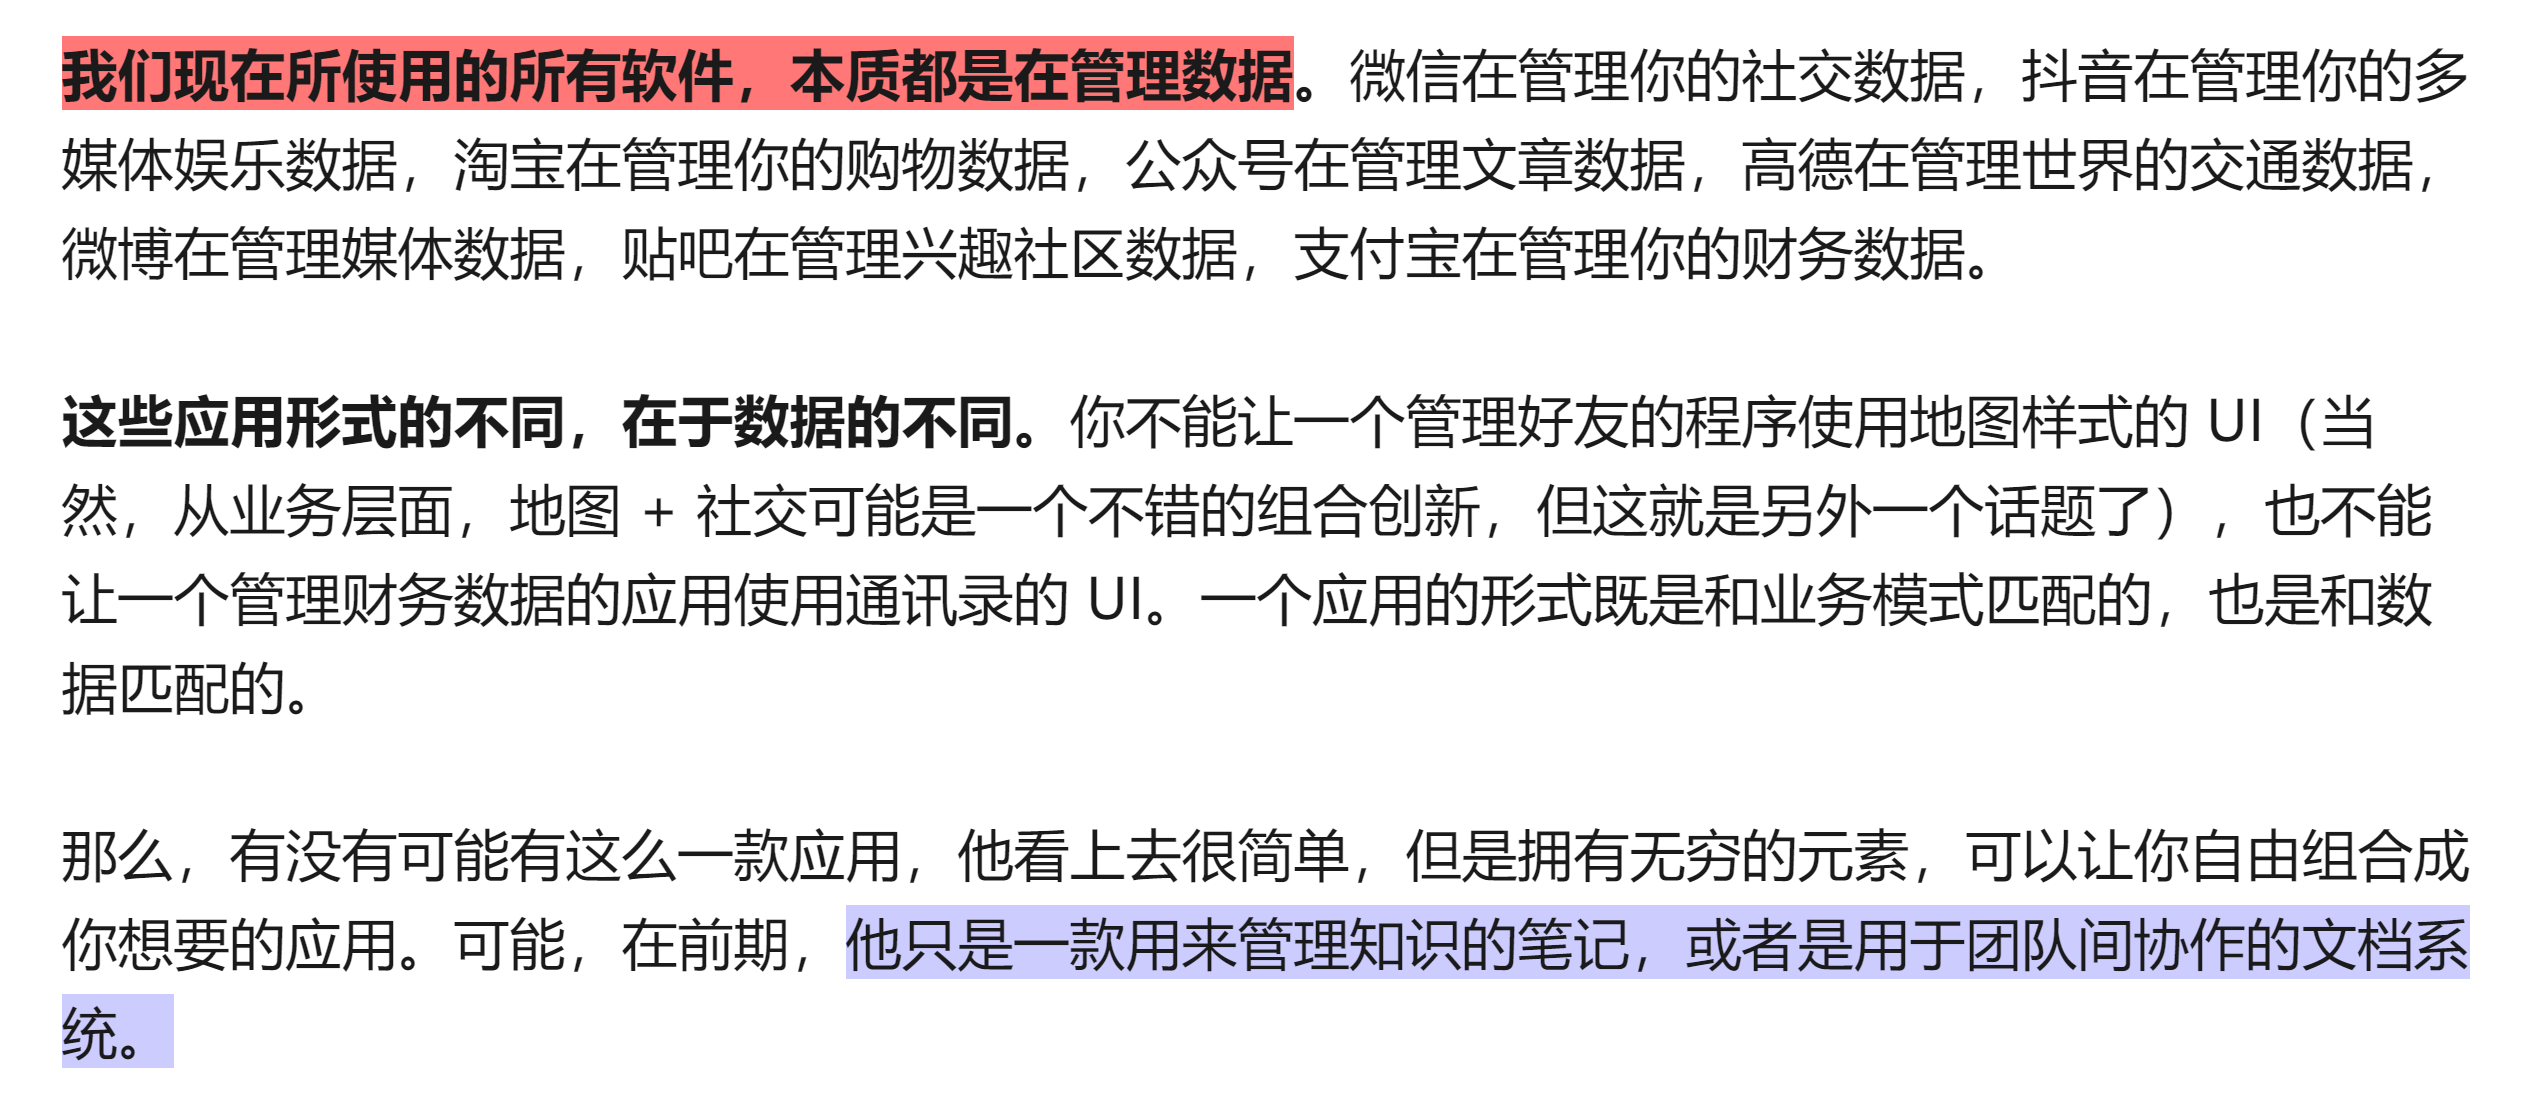 我们现在所使用的所有软件，本质都是在管理数据。微信在管理你的社交数据，抖音在管理你的多
媒体娱乐数据，淘宝在管理你的购物数据，公众号在管理文章数据，高德在管理世界的交通数据，
微博在管理媒体数据，贴吧在管理兴趣社区数据，支付宝在管理你的财务数据。
这些应用形式的不同，在于数据的不同。你不能让一个管理好友的程序使用地图样式的 UI（当
然，从业务层面，地图 + 社交可能是一个不错的组合创新，但这就是另外一个话题了），也不能
让一个管理财务数据的应用使用通讯录的 UI。一个应用的形式既是和业务模式匹配的，也是和数
据匹配的。
那么，有没有可能有这么一款应用，他看上去很简单，但是拥有无穷的元素，可以让你自由组合成
你想要的应用。可能，在前期，他只是一款用来管理知识的笔记，或者是用于团队间协作的文档系
统。